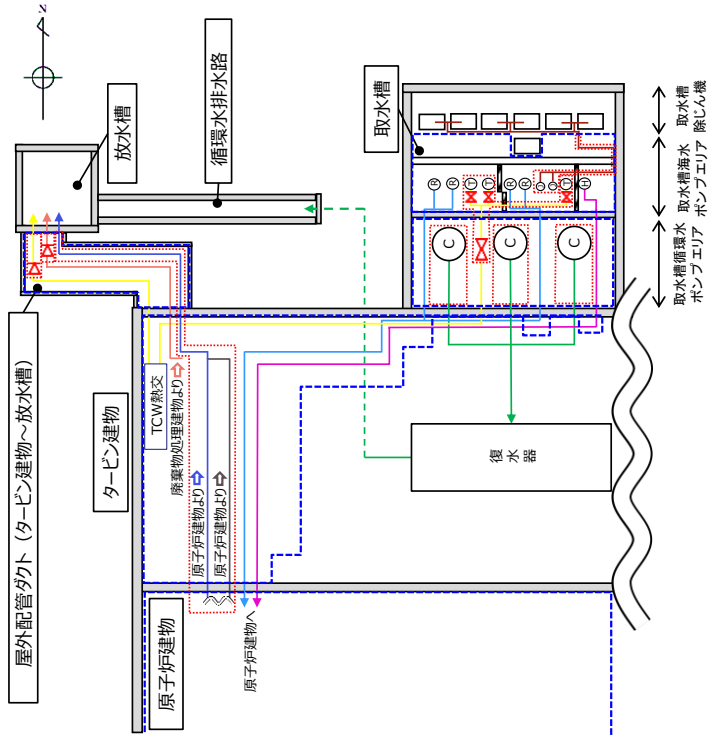 N
放水槽
循環水排水路
取水槽
取水槽
除じん機
取水槽海水
ポンプエリア
取水槽循環水
ポンプエリア
R
R
T
T
R
R
I
I
T
H
C
C
C
屋外配管ダクト（タービン建物～放水槽）
タービン建物
TCW熱交
廃棄物処理建物より
原子炉建物より
原子炉建物より
原子炉建物へ
原子炉建物
復水器